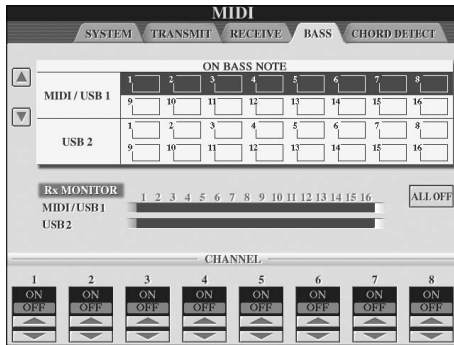 MIDI
SYSTEM TRANSMIT RECEIVE BASS CHORD DETECT
ON BASS NOTE
MIDI / USB 1
1 2 3 4 5 6 7 8
9 10 11 12 13 14 15 16
USB 2
1 2 3 4 5 6 7 8
9 10 11 12 13 14 15 16
Rx MONITOR
1 2 3 4 5 6 7 8 9 10 11 12 13 14 15 16
ALL OFF
MIDI/USB1
USB2
CHANNEL
1 2 3 4 5 6 7 8
ON ON ON ON ON ON ON ON
OFF OFF OFF OFF OFF OFF OFF OFF